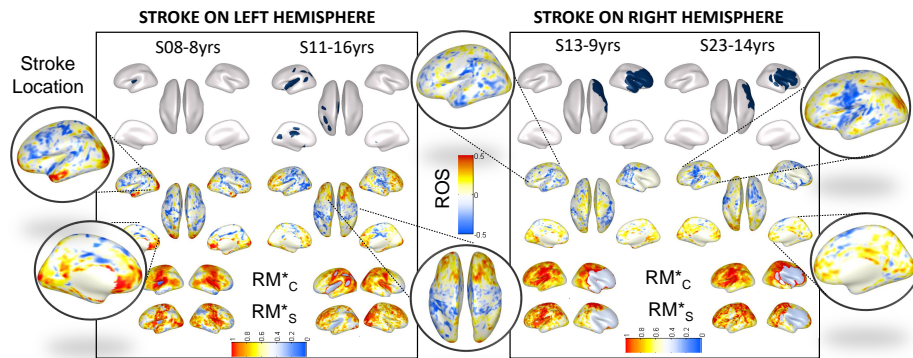 STROKE ON LEFT HEMISPHERE
STROKE ON RIGHT HEMISPHERE
S08-8yrs
S11-16yrs
S13-9yrs
S23-14yrs
Stroke
Location
ROS
0.5
0
-0.5
RM*C
RM*S
RM*C
RM*S
1
0.8
0.6
0.4
0.2
0
1
0.8
0.6
0.4
0.2
0